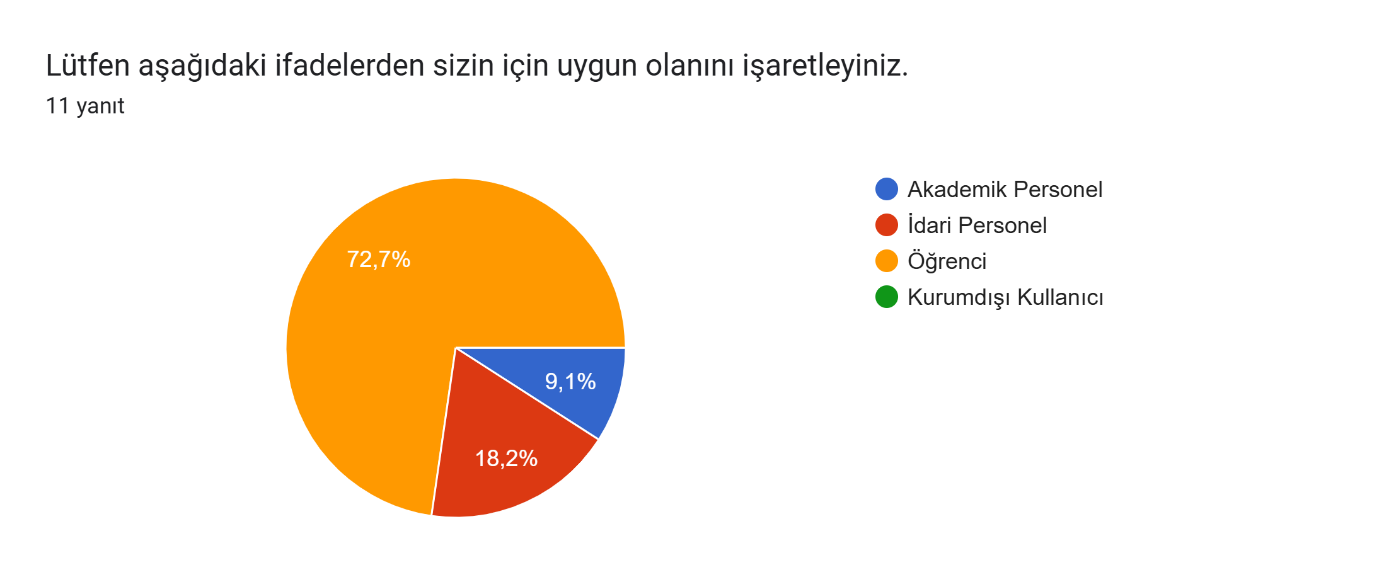 Lütfen aşağıdaki ifadelerden sizin için uygun olanını işaretleyiniz.
11 yanıt
72,7%
9,1%
18,2%
Akademik Personel
İdari Personel
Öğrenci
Kurumdışı Kullanıcı